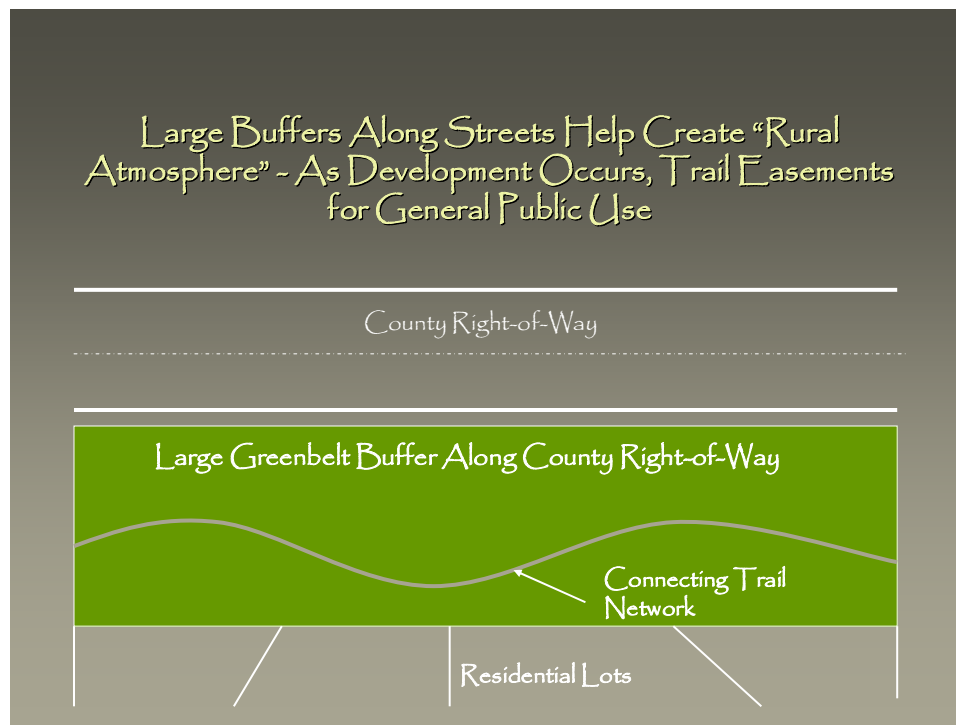 Large Buffers Along Streets Help Create “Rural
Atmosphere” - As Development Occurs, Trail Easements
for General Public Use
County Right-of-Way
Large Greenbelt Buffer Along County Right-of-Way
Connecting Trail
Network
Residential Lots